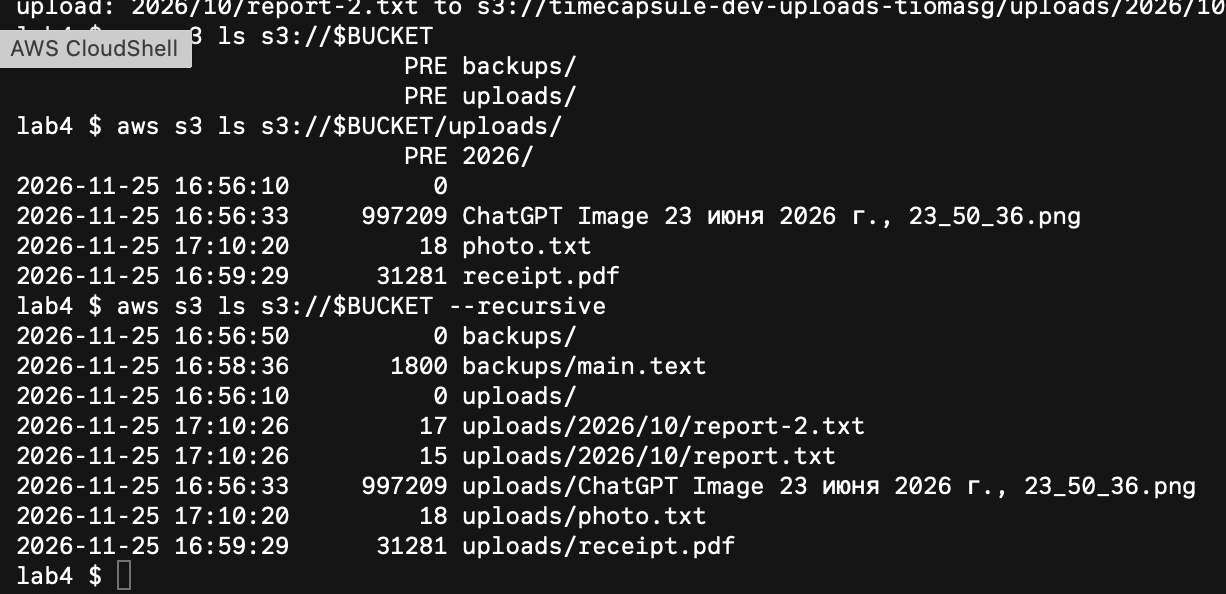 upload: 2026/10/report-2.txt to s3://timecapsule-dev-uploads-tiomasg/uploads/2026/10
AWS CloudShell
3 ls s3://$BUCKET
PRE backups/
PRE uploads/
lab4 $ aws s3 ls s3://$BUCKET/uploads/
PRE 2026/
2026-11-25 16:56:10 0
2026-11-25 16:56:33 997209 ChatGPT Image 23 июня 2026 г., 23_50_36.png
2026-11-25 17:10:20 18 photo.txt
2026-11-25 16:59:29 31281 receipt.pdf
lab4 $ aws s3 ls s3://$BUCKET --recursive
2026-11-25 16:56:50 0 backups/
2026-11-25 16:58:36 1800 backups/main.text
2026-11-25 16:56:10 0 uploads/
2026-11-25 17:10:26 17 uploads/2026/10/report-2.txt
2026-11-25 17:10:26 15 uploads/2026/10/report.txt
2026-11-25 16:56:33 997209 uploads/ChatGPT Image 23 июня 2026 г., 23_50_36.png
2026-11-25 17:10:20 18 uploads/photo.txt
2026-11-25 16:59:29 31281 uploads/receipt.pdf
lab4 $